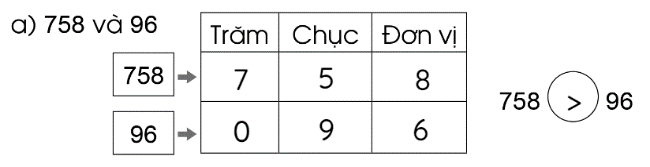 a) 758 và 96
Trăm Chục Đơn vị
758 → 7 5 8
96 → 0 9 6
758 > 96